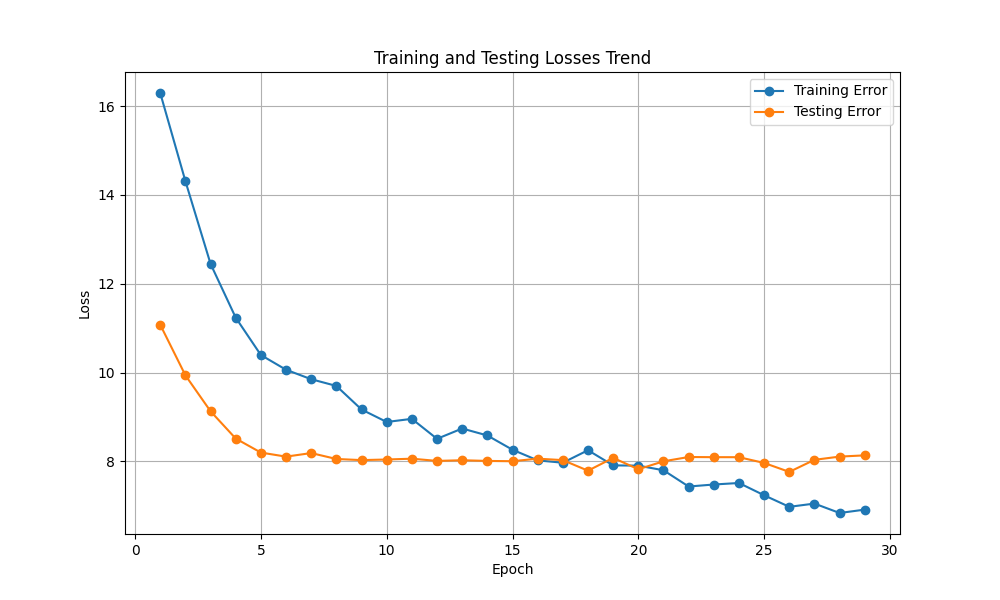 Training and Testing Losses Trend
Training Error
Testing Error
16
14
12
10
8
Loss
0 5 10 15 20 25 30
Epoch